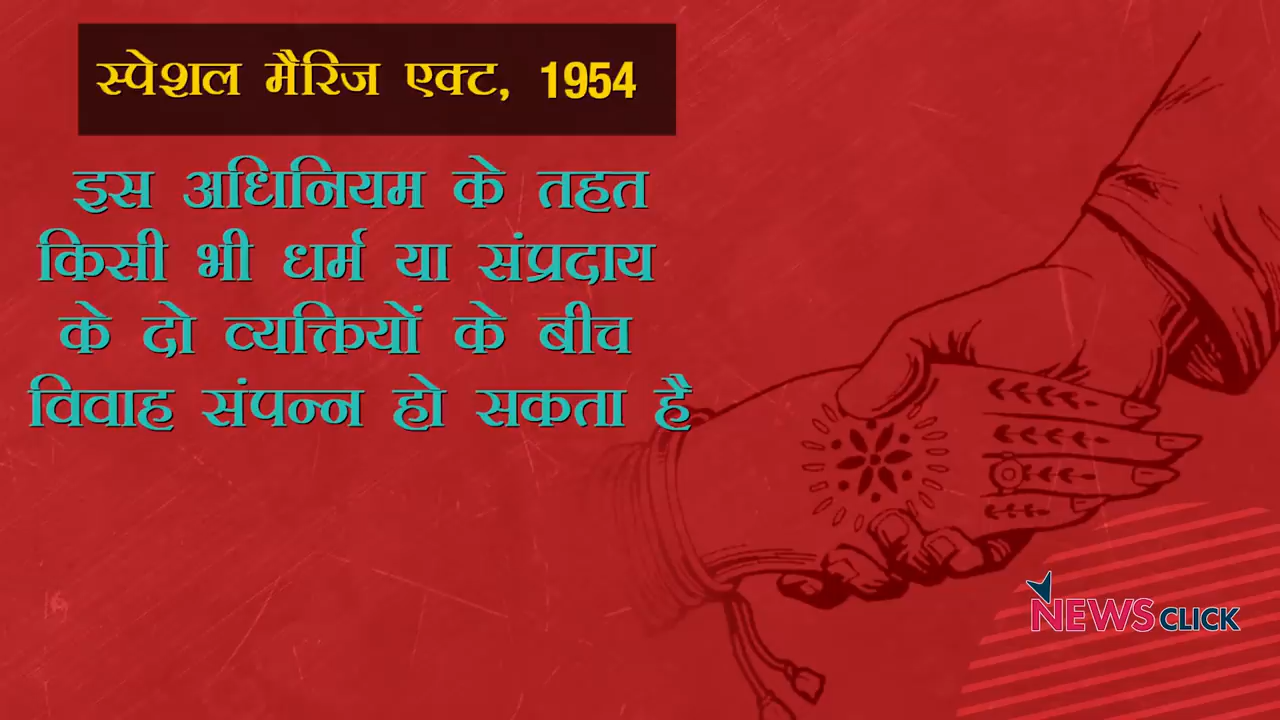 स्पेशल मैरिज एक्ट, 1954
इस अधिनियम के तहत
किसी भी धर्म या संप्रदाय
के दो व्यक्तियों के बीच
विवाह संपन्न हो सकता है
NEWSCLICK